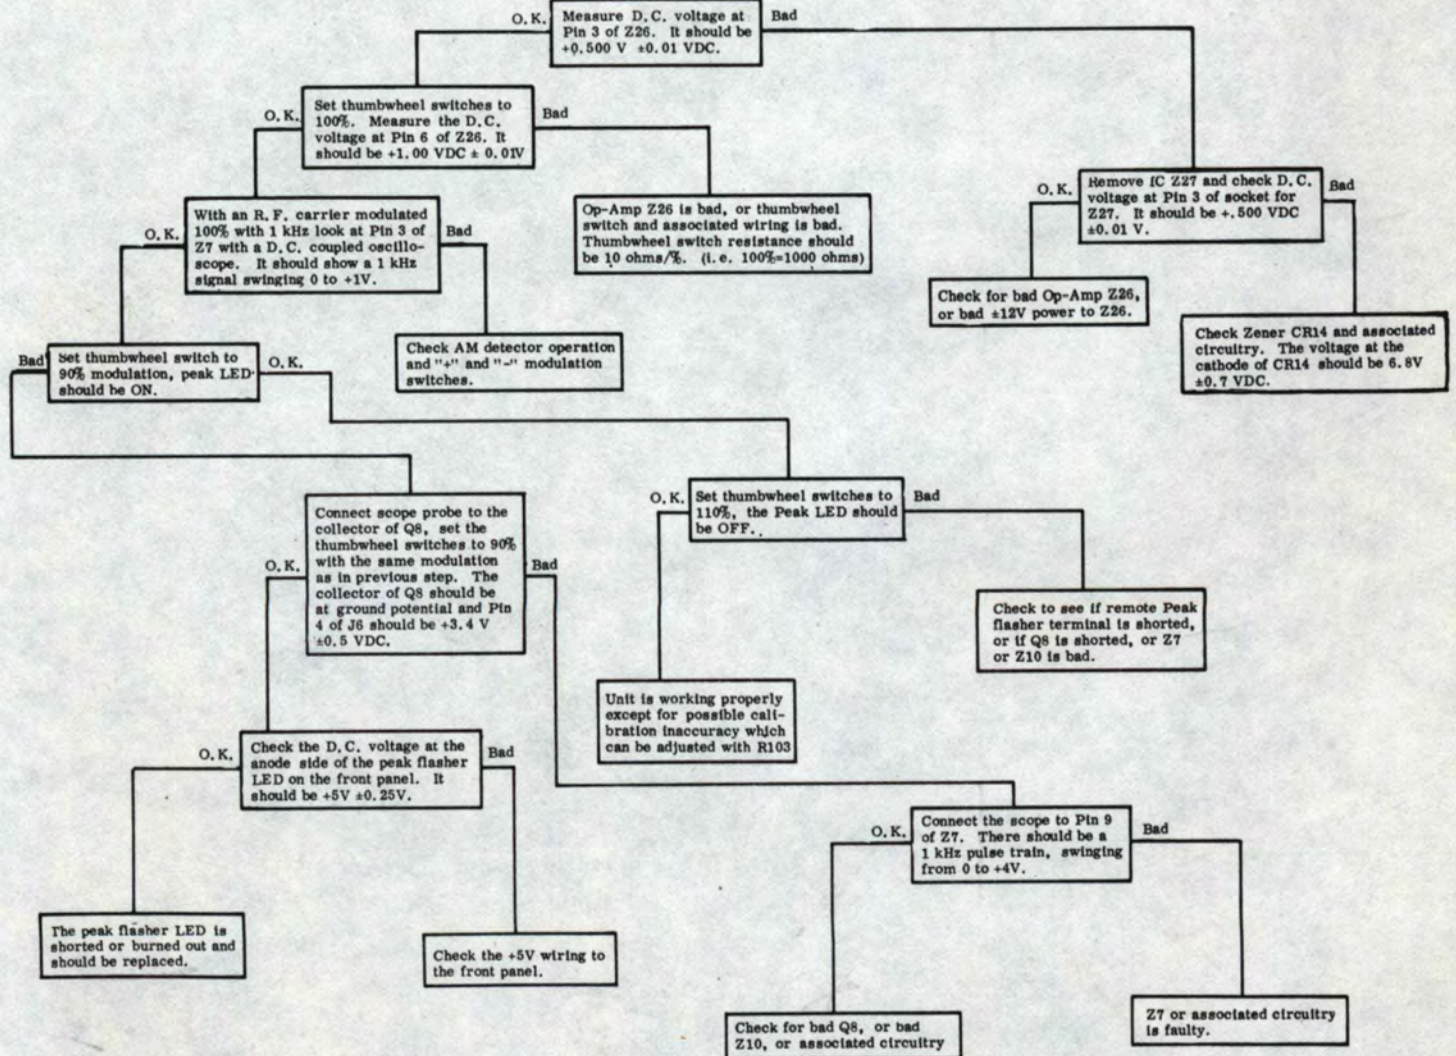 O.K.
Measure D.C. voltage at
Pin 3 of Z26. It should be
+0.500 V ±0.01 VDC.
Bad
O.K.
Set thumbwheel switches to
100%. Measure the D.C.
voltage at Pin 6 of Z26. It
should be +1.00 VDC ± 0.01V
Bad
O.K.
Remove IC Z27 and check D.C.
voltage at Pin 3 of socket for
Z27. It should be +.500 VDC
±0.01 V.
Bad
O.K.
With an R.F. carrier modulated
100% with 1 kHz look at Pin 3 of
Z7 with a D.C. coupled oscillo-
scope. It should show a 1 kHz
signal swinging 0 to +1V.
Bad
Op-Amp Z26 is bad, or thumbwheel
switch and associated wiring is bad.
Thumbwheel switch resistance should
be 10 ohms/%. (i.e. 100%=1000 ohms)
Check for bad Op-Amp Z26,
or bad ±12V power to Z26.
Check Zener CR14 and associated
circuitry. The voltage at the
cathode of CR14 should be 6.8V
±0.7 VDC.
Bad
Set thumbwheel switch to
90% modulation, peak LED
should be ON.
O.K.
Check AM detector operation
and "+" and "-" modulation
switches.
O.K.
Connect scope probe to the
collector of Q8, set the
thumbwheel switches to 90%
with the same modulation
as in previous step. The
collector of Q8 should be
at ground potential and Pin
4 of J6 should be +3.4 V
±0.5 VDC.
Bad
O.K.
Set thumbwheel switches to
110%, the Peak LED should
be OFF..
Bad
Check to see if remote Peak
flasher terminal is shorted,
or if Q8 is shorted, or Z7
or Z10 is bad.
Unit is working properly
except for possible cali-
bration inaccuracy which
can be adjusted with R103
O.K.
Check the D.C. voltage at the
anode side of the peak flasher
LED on the front panel. It
should be +5V ±0.25V.
Bad
O.K.
Connect the scope to Pin 9
of Z7. There should be a
1 kHz pulse train, swinging
from 0 to +4V.
Bad
The peak flasher LED is
shorted or burned out and
should be replaced.
Check the +5V wiring to
the front panel.
Check for bad Q8, or bad
Z10, or associated circuitry
Z7 or associated circuitry
is faulty.